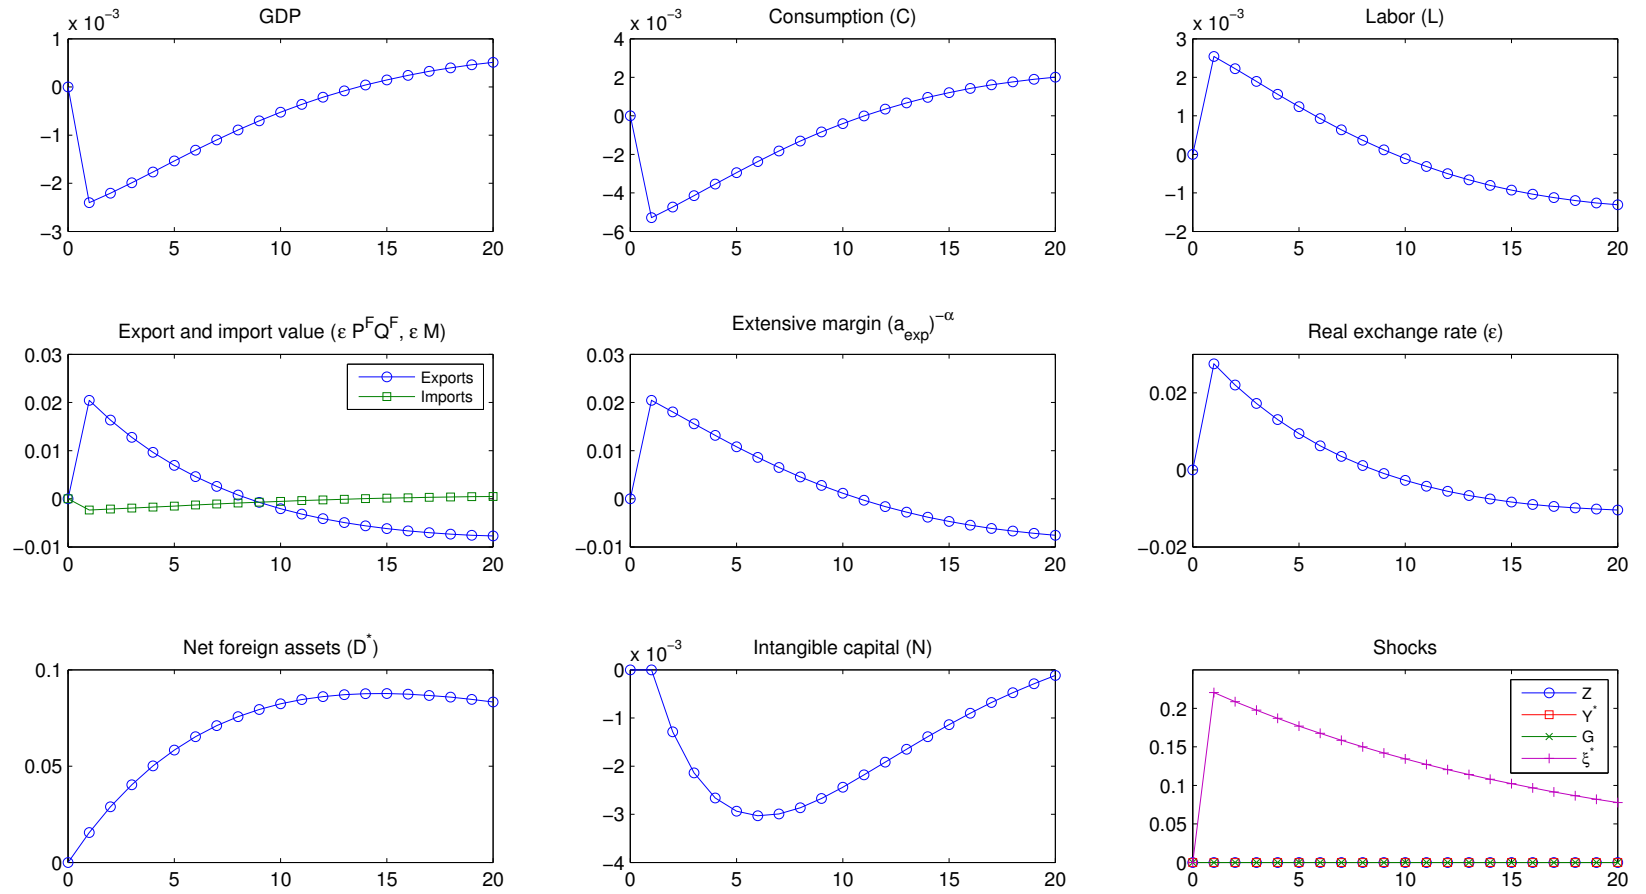 GDP
x 10⁻³
1
0
−1
−2
−3
0 5 10 15 20
Consumption (C)
x 10⁻³
4
2
0
−2
−4
−6
0 5 10 15 20
Labor (L)
x 10⁻³
3
2
1
0
−1
−2
0 5 10 15 20
Export and import value (ε P^F Q^F, ε M)
0.03
0.02
0.01
0
−0.01
0 5 10 15 20
Exports
Imports
Extensive margin (a_exp)^−α
0.03
0.02
0.01
0
−0.01
0 5 10 15 20
Real exchange rate (ε)
0.02
0
−0.02
0 5 10 15 20
Net foreign assets (D*)
0.1
0.05
0
0 5 10 15 20
Intangible capital (N)
x 10⁻³
0
−1
−2
−3
−4
0 5 10 15 20
Shocks
0.2
0.15
0.1
0.05
0
0 5 10 15 20
Z
Y*
G
ξ*